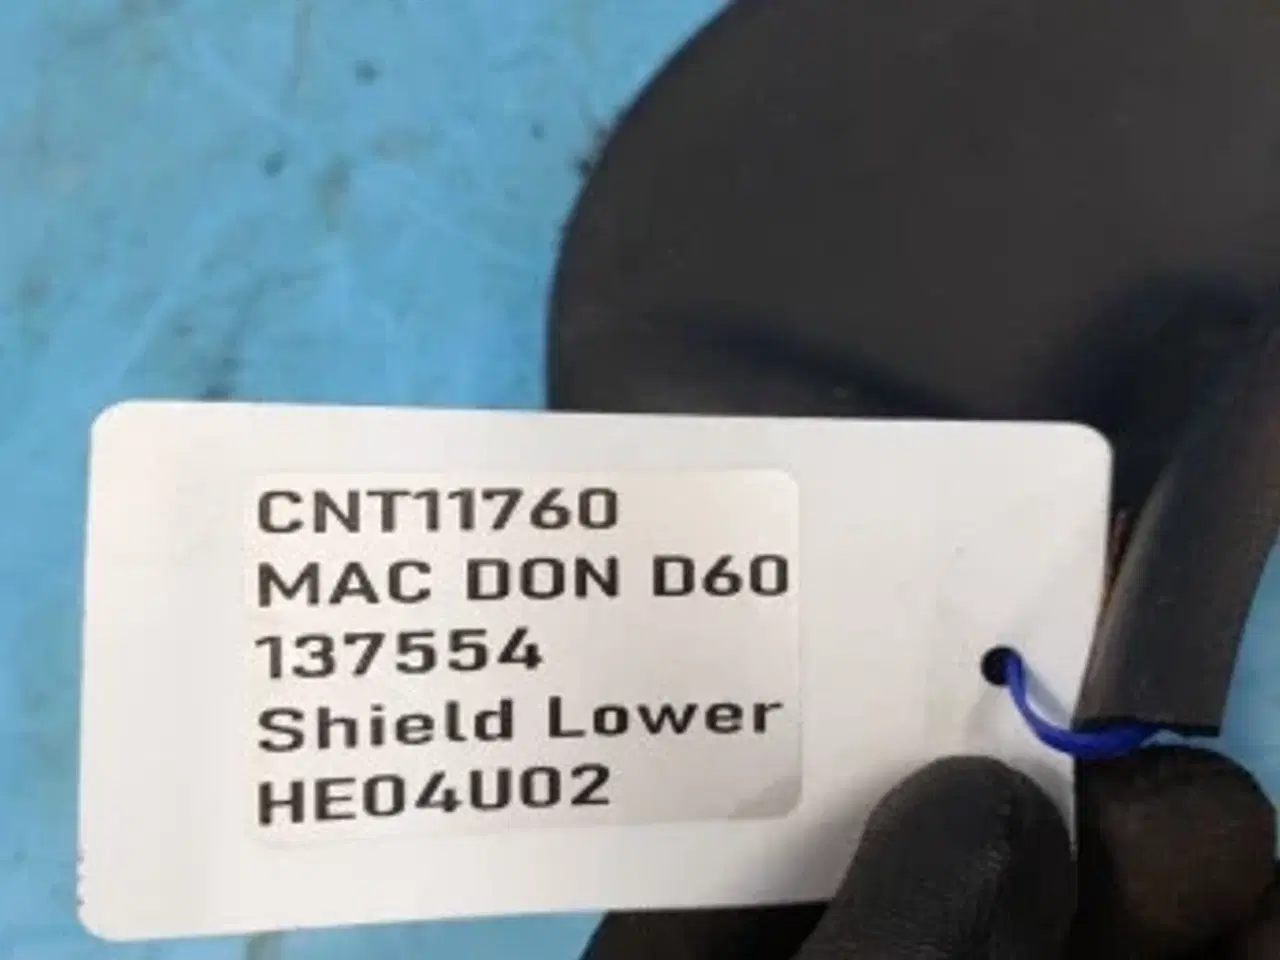 CNT11760
MAC DON D60
137554
Shield Lower
HE04U02